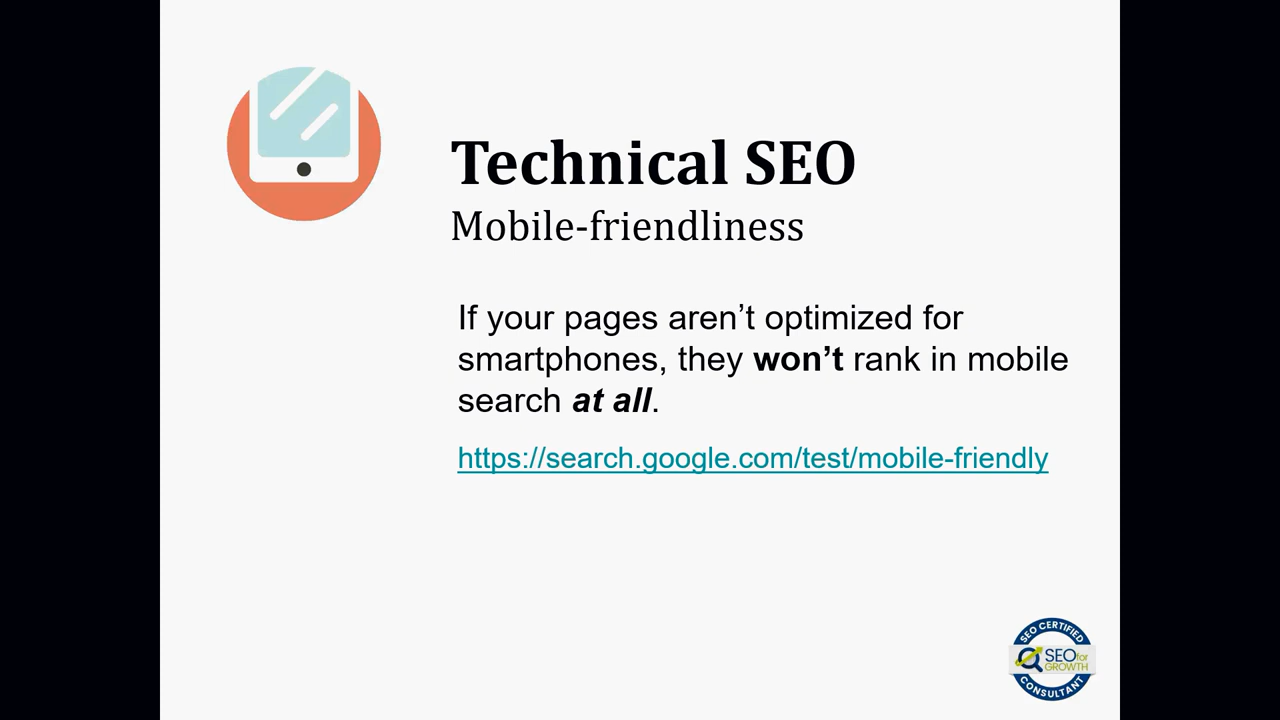 Technical SEO
Mobile-friendliness
If your pages aren’t optimized for
smartphones, they won’t rank in mobile
search at all.
https://search.google.com/test/mobile-friendly
SEO CERTIFIED
SEO for
GROWTH
CONSULTANT